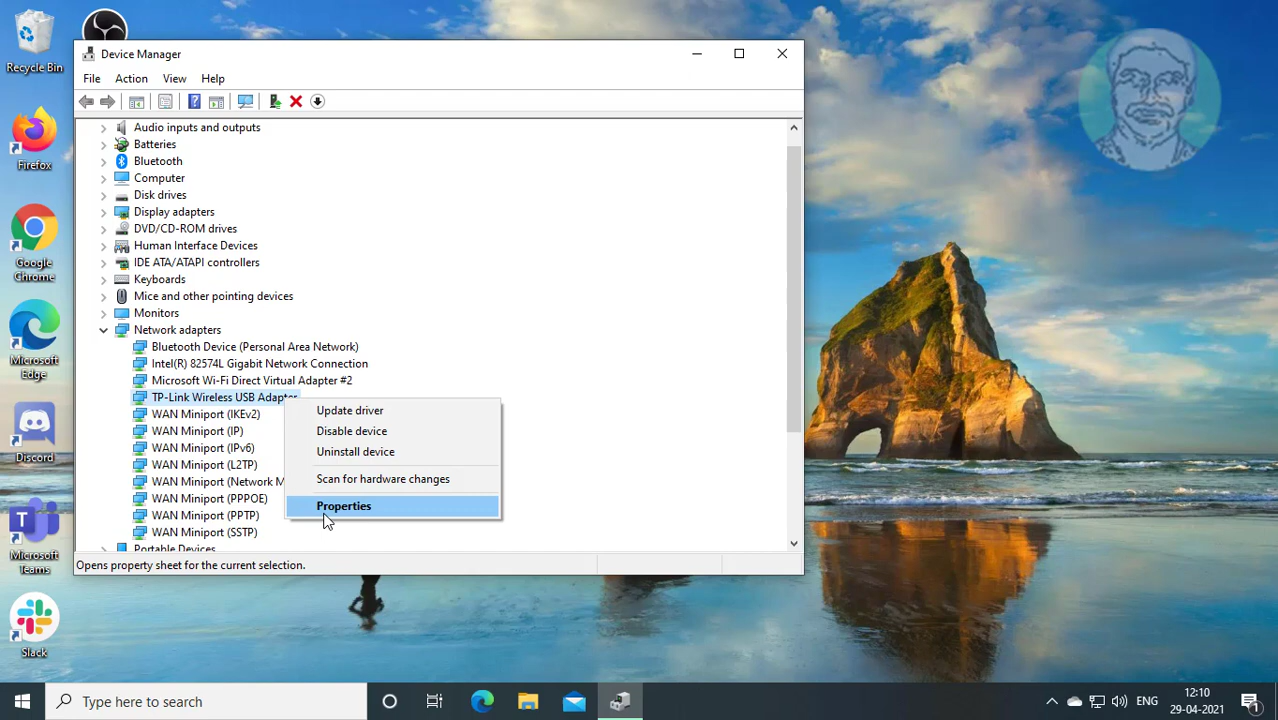 Recycle Bin
Firefox
Google
Chrome
Microsoft
Edge
Discord
Microsoft
Teams
Slack
Device Manager
File Action View Help
Audio inputs and outputs
Batteries
Bluetooth
Computer
Disk drives
Display adapters
DVD/CD-ROM drives
Human Interface Devices
IDE ATA/ATAPI controllers
Keyboards
Mice and other pointing devices
Monitors
Network adapters
Bluetooth Device (Personal Area Network)
Intel(R) 82574L Gigabit Network Connection
Microsoft Wi-Fi Direct Virtual Adapter #2
TP-Link Wireless USB Adapter
WAN Miniport (IKEv2)
WAN Miniport (IP)
WAN Miniport (IPv6)
WAN Miniport (L2TP)
WAN Miniport (Network M
WAN Miniport (PPPOE)
WAN Miniport (PPTP)
WAN Miniport (SSTP)
Portable Devices
Update driver
Disable device
Uninstall device
Scan for hardware changes
Properties
Opens property sheet for the current selection.
Type here to search
ENG
12:10
29-04-2021
1